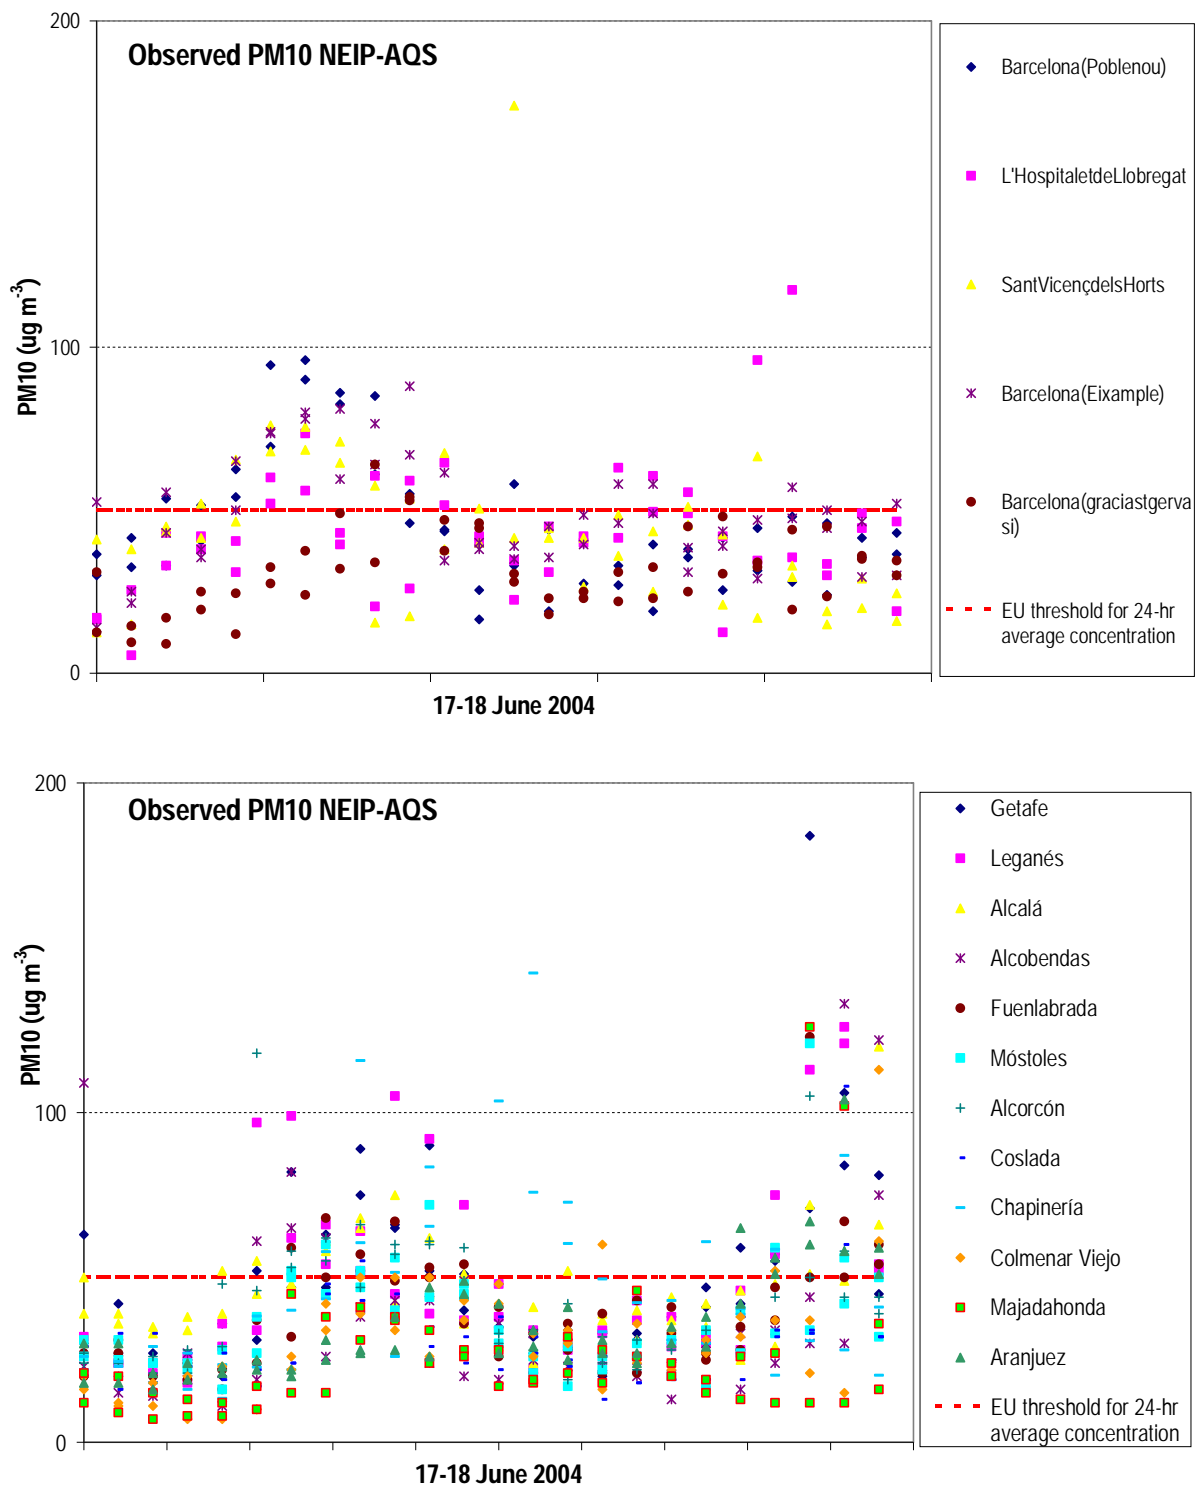 200
Observed PM10 NEIP-AQS
Barcelona(Poblenou)
L'HospitaletdeLlobregat
SantVicençdelsHorts
100
PM10 (ug m-3)
Barcelona(Eixample)
Barcelona(graciastgerva
si)
EU threshold for 24-hr
average concentration
0
17-18 June 2004
200
Observed PM10 NEIP-AQS
Getafe
Leganés
Alcalá
Alcobendas
Fuenlabrada
Móstoles
PM10 (ug m-3)
100
Alcorcón
Coslada
Chapinería
Colmenar Viejo
Majadahonda
Aranjuez
EU threshold for 24-hr
average concentration
0
17-18 June 2004